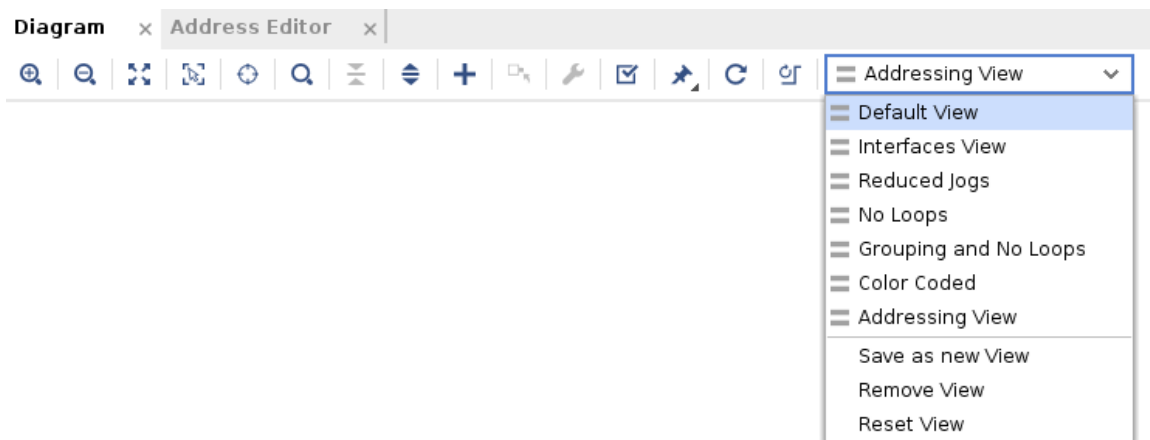 Diagram × Address Editor ×
Addressing View
Default View
Interfaces View
Reduced Jogs
No Loops
Grouping and No Loops
Color Coded
Addressing View
Save as new View
Remove View
Reset View